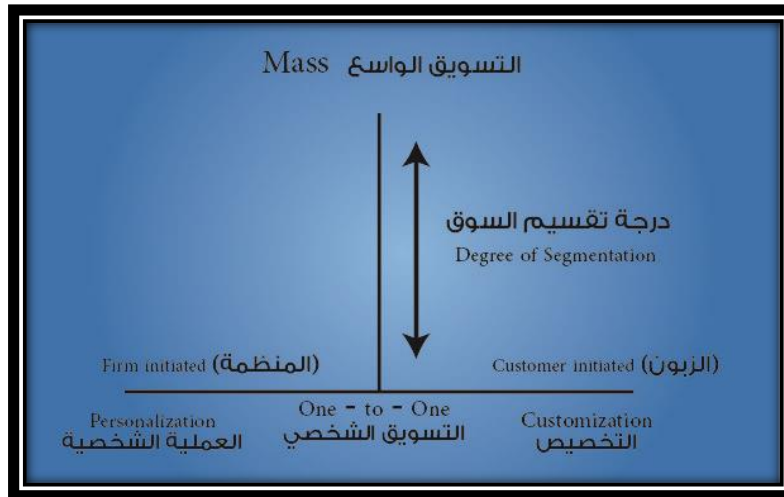 Mass التسويق الواسع
درجة تقسيم السوق
Degree of Segmentation
Firm initiated (المنظمة)
Customer initiated (الزبون)
Personalization
العملية الشخصية
One - to - One
التسويق الشخصي
Customization
التخصيص